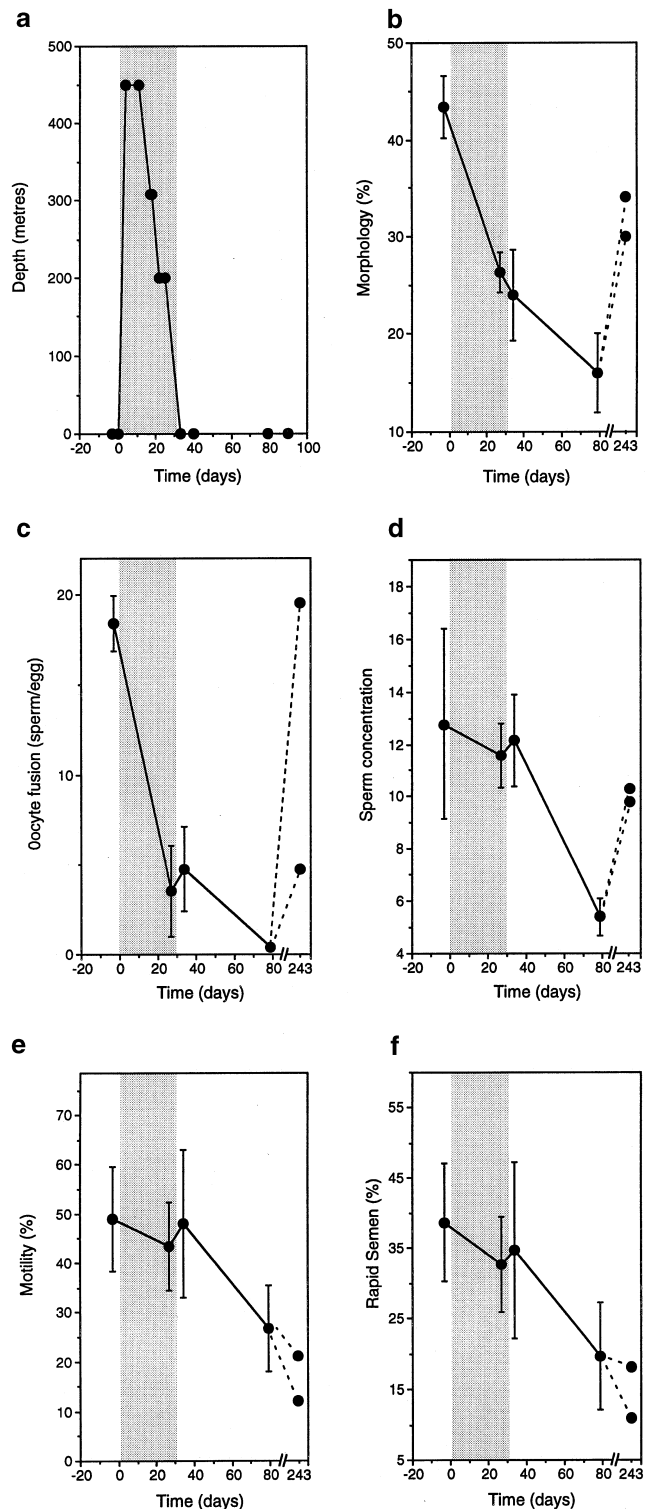 a
500
400
300
200
100
0
Depth (metres)
-20 0 20 40 60 80 100
Time (days)
b
50
40
30
20
10
Morphology (%)
-20 0 20 40 60 80 243
Time (days)
c
20
10
0
0ocyte fusion (sperm/egg)
-20 0 20 40 60 80 243
Time (days)
d
18
16
14
12
10
8
6
4
Sperm concentration
-20 0 20 40 60 80 243
Time (days)
e
70
60
50
40
30
20
10
0
Motility (%)
-20 0 20 40 60 80 243
Time (days)
f
55
45
35
25
15
5
Rapid Semen (%)
-20 0 20 40 60 80 243
Time (days)